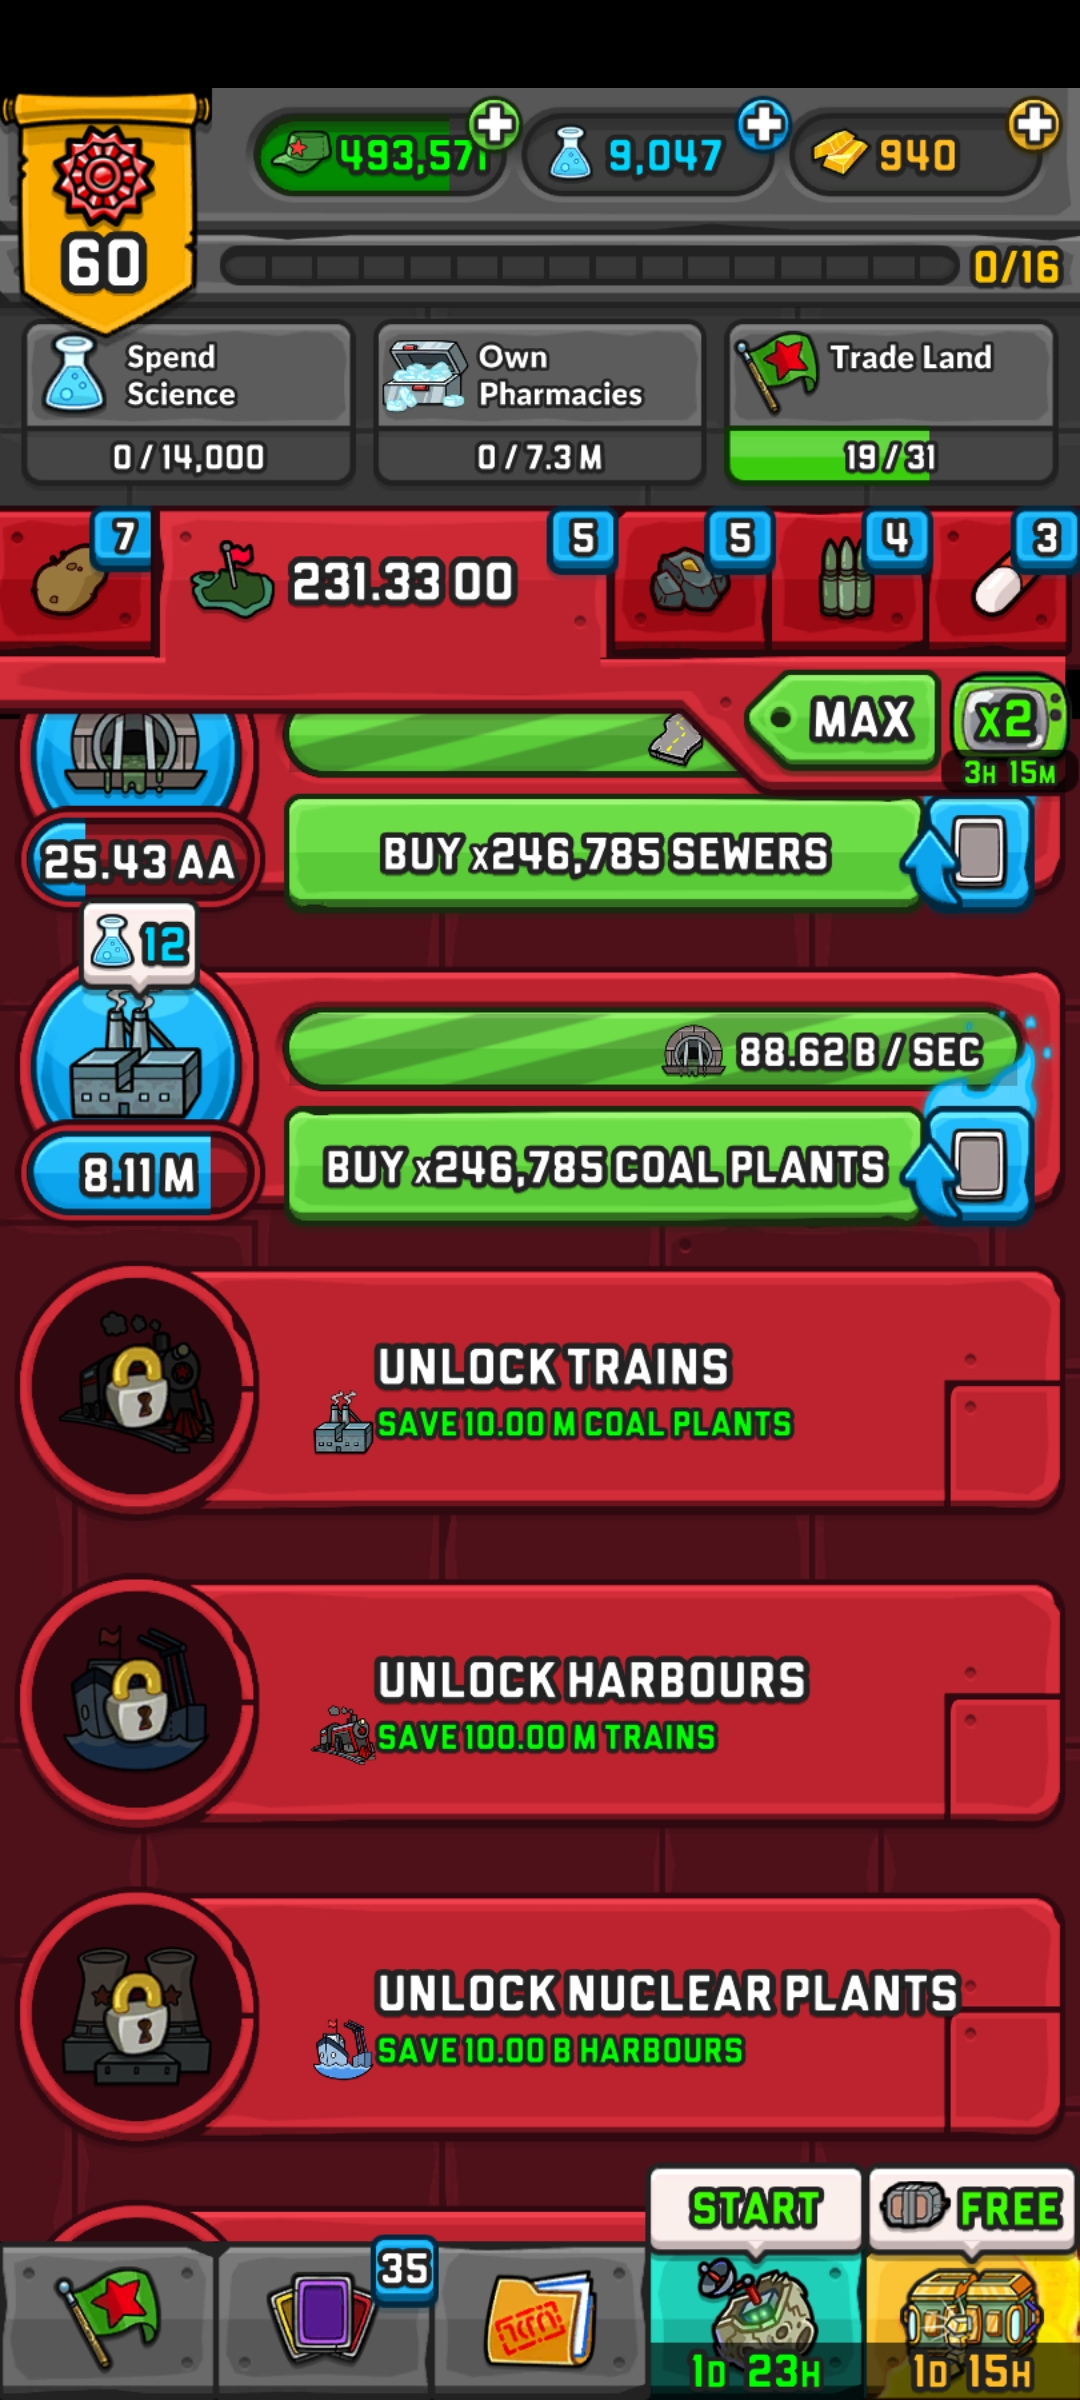 493,571
9,047
940
60
0/16
Spend
Science
0 / 14,000
Own
Pharmacies
0 / 7.3 M
Trade Land
19 / 31
7
231.33 OO
5
5
4
3
MAX
x2
3H 15M
25.43 AA
BUY x246,785 SEWERS
12
88.62 B / SEC
8.11 M
BUY x246,785 COAL PLANTS
UNLOCK TRAINS
SAVE 10.00 M COAL PLANTS
UNLOCK HARBOURS
SAVE 100.00 M TRAINS
UNLOCK NUCLEAR PLANTS
SAVE 10.00 B HARBOURS
START
FREE
35
1D 23H
1D 15H